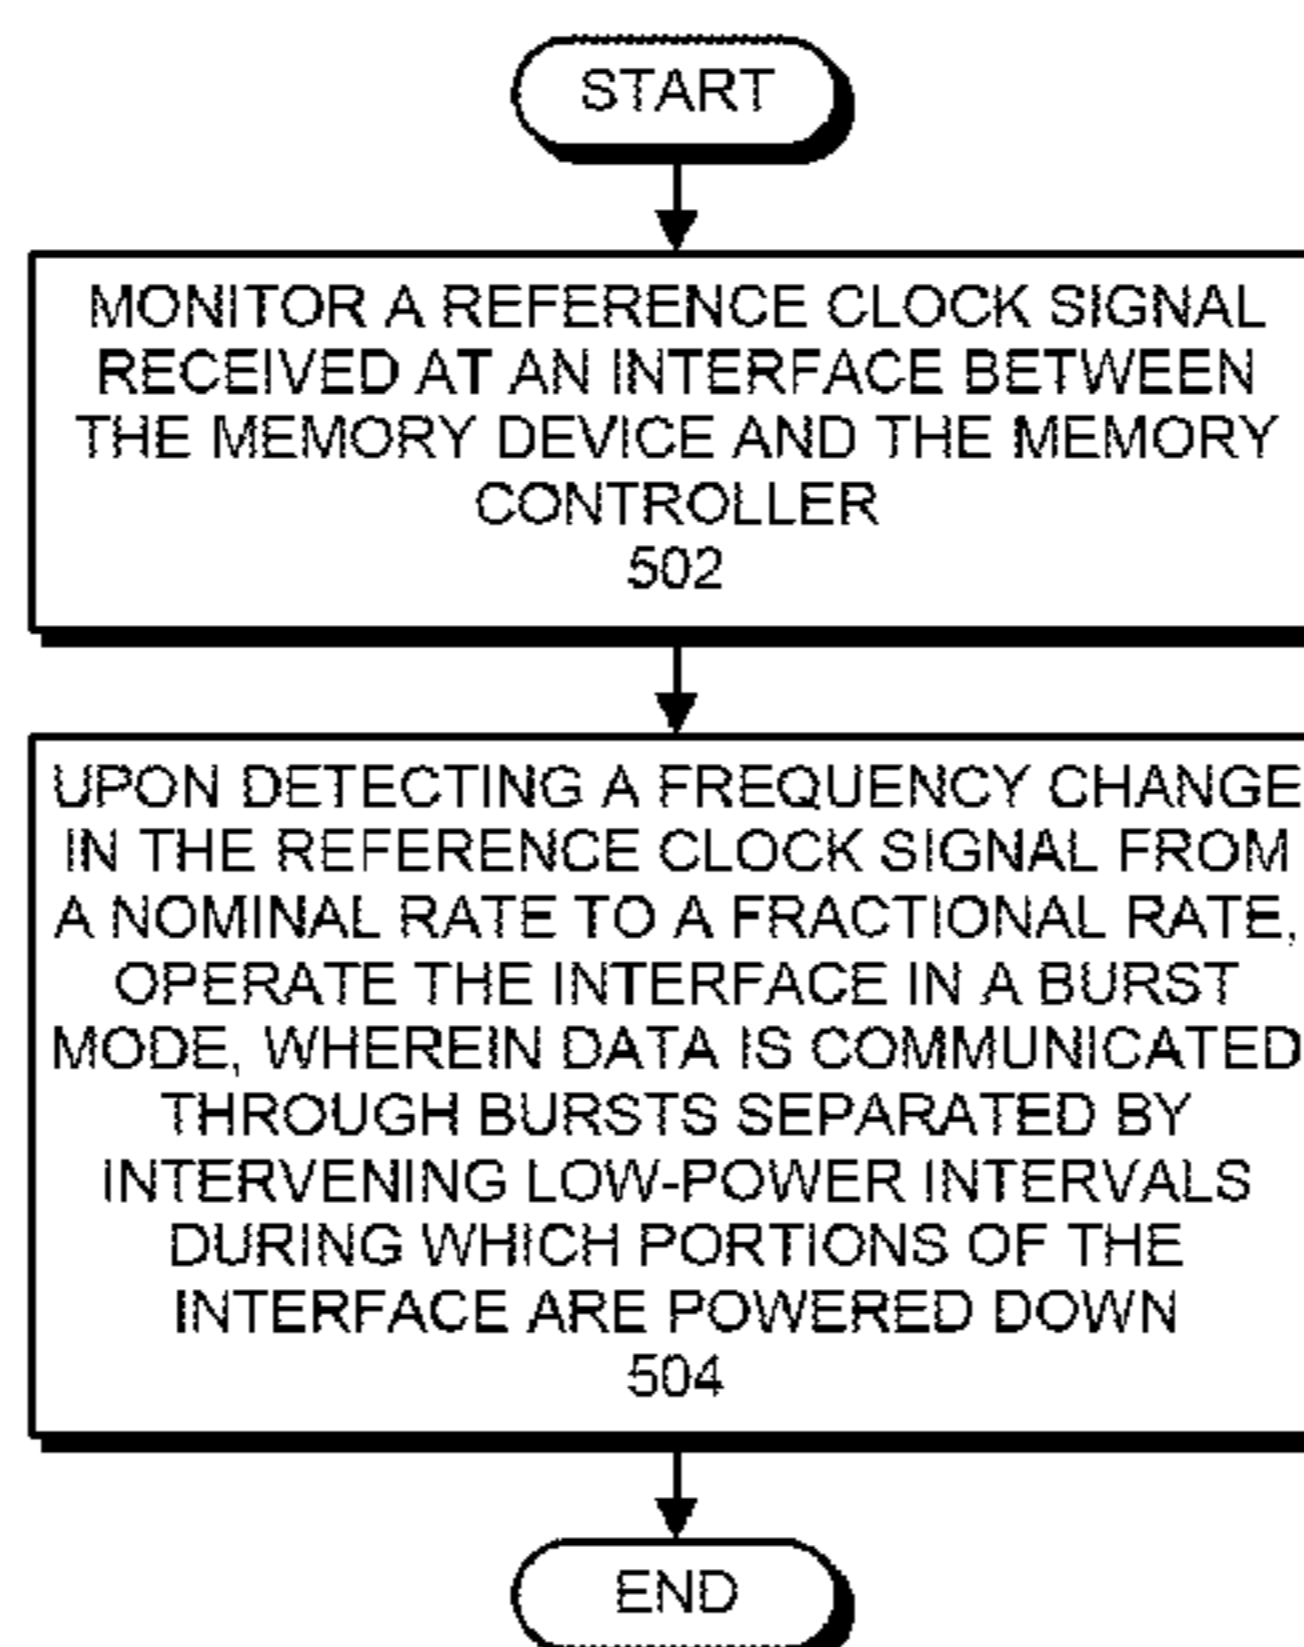 START
MONITOR A REFERENCE CLOCK SIGNAL
RECEIVED AT AN INTERFACE BETWEEN
THE MEMORY DEVICE AND THE MEMORY
CONTROLLER
502
UPON DETECTING A FREQUENCY CHANGE
IN THE REFERENCE CLOCK SIGNAL FROM
A NOMINAL RATE TO A FRACTIONAL RATE,
OPERATE THE INTERFACE IN A BURST
MODE, WHEREIN DATA IS COMMUNICATED
THROUGH BURSTS SEPARATED BY
INTERVENING LOW-POWER INTERVALS
DURING WHICH PORTIONS OF THE
INTERFACE ARE POWERED DOWN
504
END